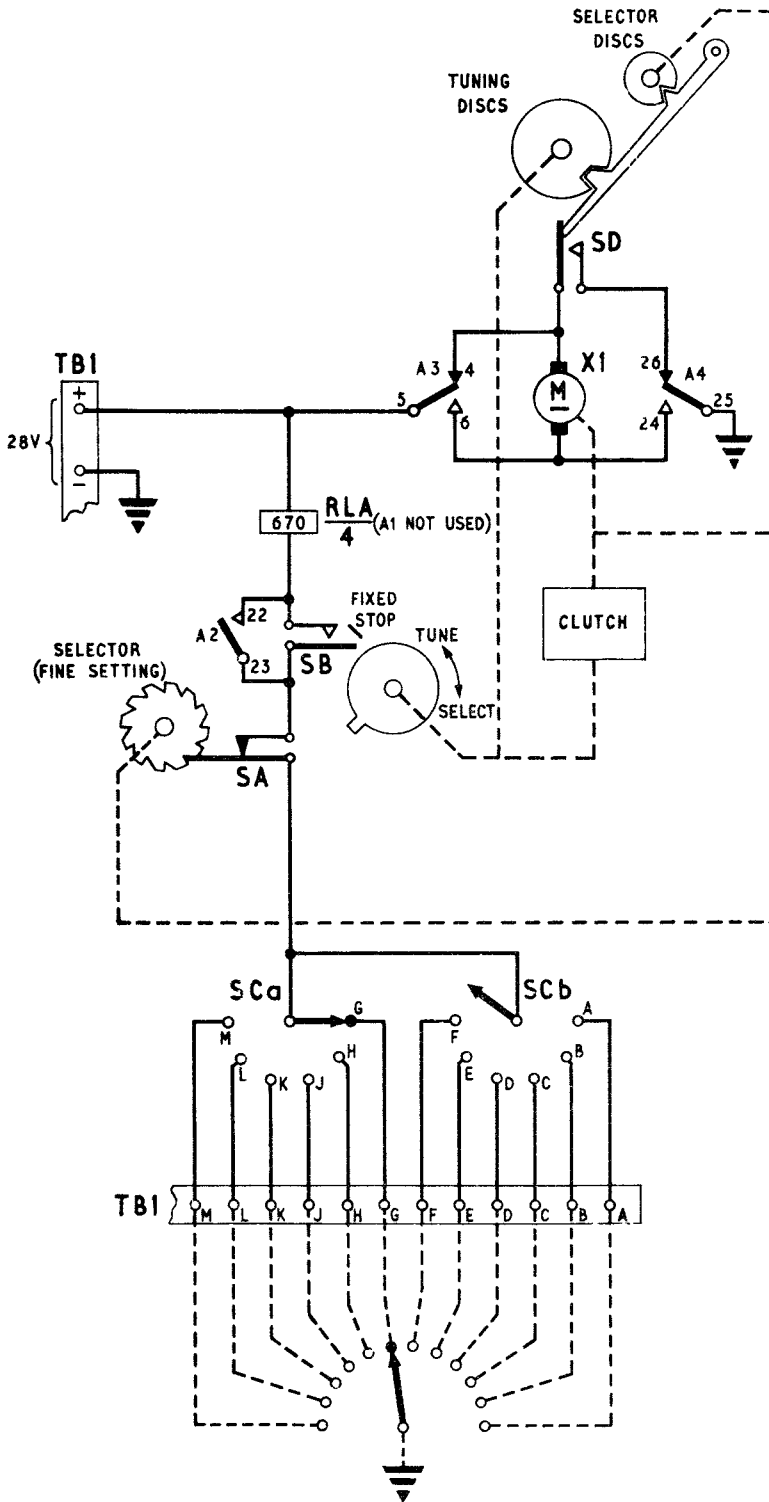 SELECTOR
DISCS
TUNING
DISCS
SD
TB1
+
28V
-
A3
4
5
6
X1
M
26
A4
25
24
670
RLA
4
(A1 NOT USED)
22
A2
23
FIXED
STOP
SB
TUNE
SELECT
CLUTCH
SELECTOR
(FINE SETTING)
SA
SCa
G
M
L
K
J
H
SCb
A
F
E
D
C
B
TB1
M L K J H G F E D C B A